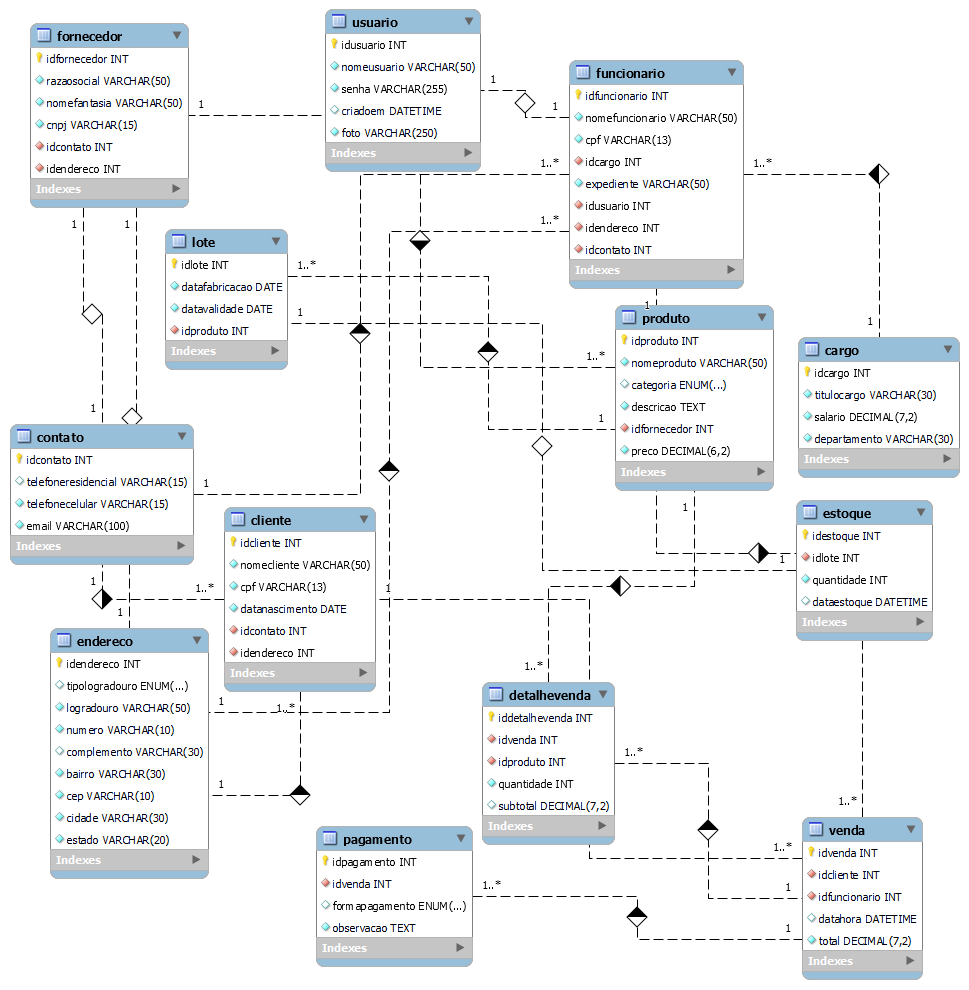 fornecedor
idfornecedor INT
razaosocial VARCHAR(50)
nomefantasia VARCHAR(50)
cnpj VARCHAR(15)
idcontato INT
idendereco INT
Indexes
usuario
idusuario INT
nomeusuario VARCHAR(50)
senha VARCHAR(255)
criadoem DATETIME
foto VARCHAR(250)
Indexes
funcionario
idfuncionario INT
nomefuncionario VARCHAR(50)
cpf VARCHAR(13)
idcargo INT
expediente VARCHAR(50)
idusuario INT
idendereco INT
idcontato INT
Indexes
1
1
1
1..*
1..*
1..*
1
1
lote
idlote INT
datafabricacao DATE
datavalidade DATE
idproduto INT
Indexes
1..*
1
1
produto
idproduto INT
nomeproduto VARCHAR(50)
categoria ENUM(...)
descricao TEXT
idfornecedor INT
preco DECIMAL(6,2)
Indexes
1..*
1
1
1
cargo
idcargo INT
titulocargo VARCHAR(30)
salario DECIMAL(7,2)
departamento VARCHAR(30)
Indexes
1
contato
idcontato INT
telefoneresidencial VARCHAR(15)
telefonecelular VARCHAR(15)
email VARCHAR(100)
Indexes
1
1
1
1..*
cliente
idcliente INT
nomecliente VARCHAR(50)
cpf VARCHAR(13)
datanascimento DATE
idcontato INT
idendereco INT
Indexes
1
1..*
estoque
idestoque INT
idlote INT
quantidade INT
dataestoque DATETIME
Indexes
endereco
idendereco INT
tipologradouro ENUM(...)
logradouro VARCHAR(50)
numero VARCHAR(10)
complemento VARCHAR(30)
bairro VARCHAR(30)
cep VARCHAR(10)
cidade VARCHAR(30)
estado VARCHAR(20)
Indexes
1
1
1..*
detalhevenda
iddetalhevenda INT
idvenda INT
idproduto INT
quantidade INT
subtotal DECIMAL(7,2)
Indexes
1..*
1..*
1..*
1
1
pagamento
idpagamento INT
idvenda INT
formapagamento ENUM(...)
observacao TEXT
Indexes
1..*
venda
idvenda INT
idcliente INT
idfuncionario INT
datahora DATETIME
total DECIMAL(7,2)
Indexes